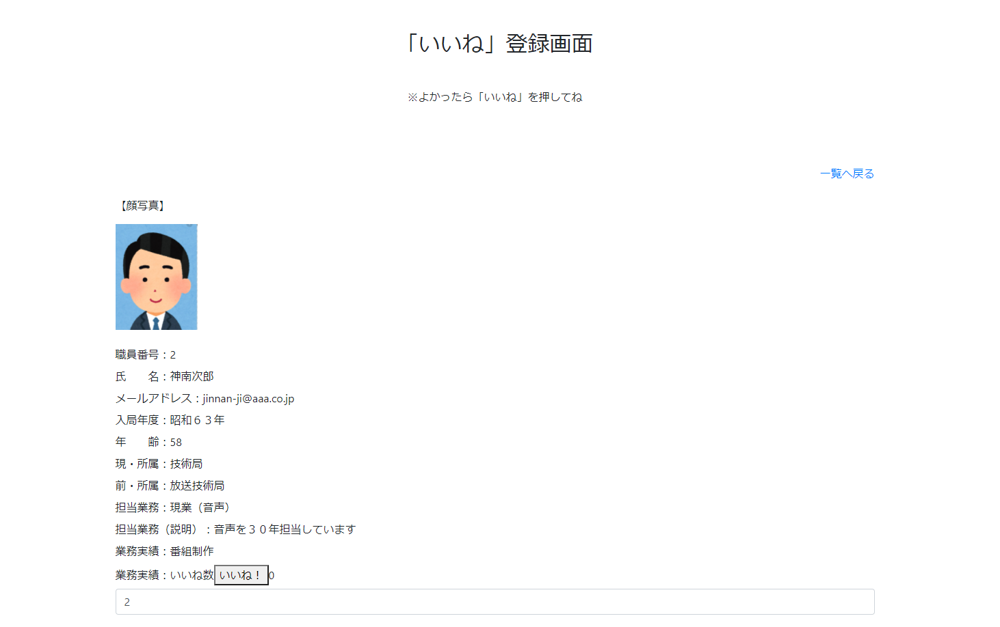 「いいね」登録画面
※よかったら「いいね」を押してね
一覧へ戻る
【顔写真】
職員番号：2
氏　　名：神南次郎
メールアドレス：jinnan-ji@aaa.co.jp
入局年度：昭和６３年
年　　齢：58
現・所属：技術局
前・所属：放送技術局
担当業務：現業（音声）
担当業務（説明）：音声を３０年担当しています
業務実績：番組制作
業務実績：いいね数いいね！0
2